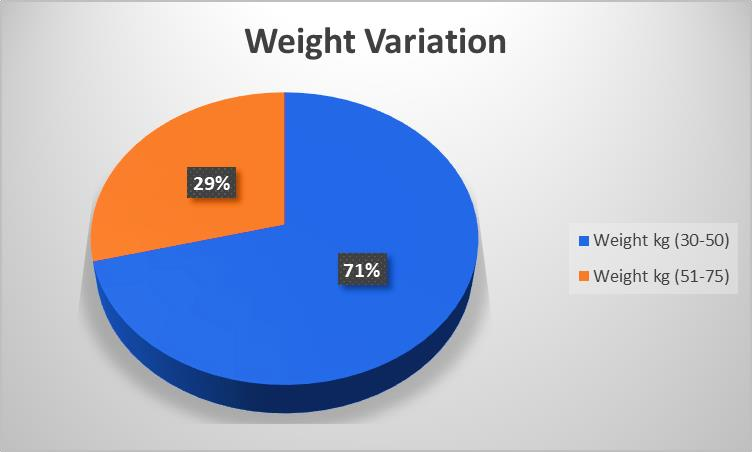 Weight Variation
29%
71%
Weight kg (30-50)
Weight kg (51-75)